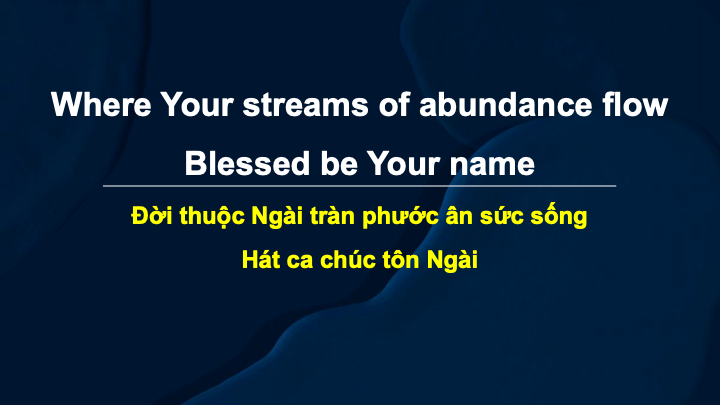 Where Your streams of abundance flow
Blessed be Your name
Đời thuộc Ngài tràn phước ân sức sống
Hát ca chúc tôn Ngài